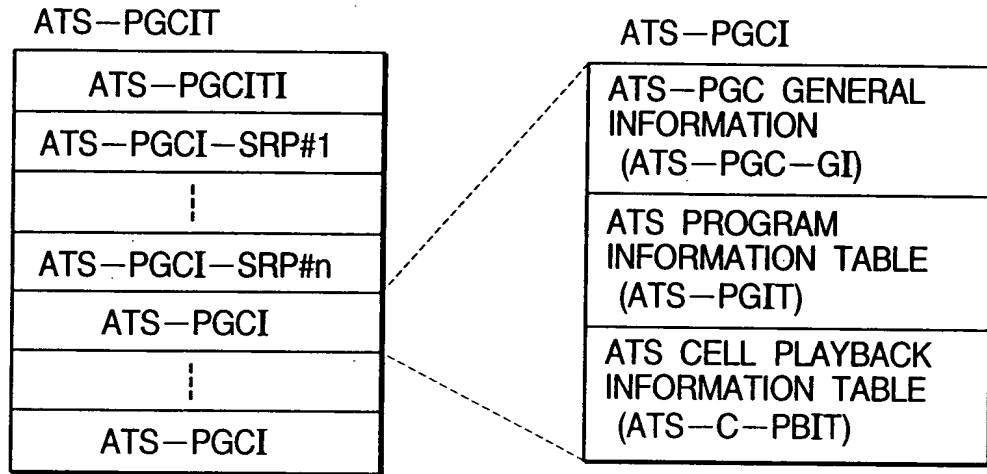 ATS—PGCIT
ATS—PGCITI
ATS—PGCI—SRP#1
ATS—PGCI—SRP#n
ATS—PGCI
ATS—PGCI
ATS—PGCI
ATS—PGC GENERAL
INFORMATION
(ATS—PGC—GI)
ATS PROGRAM
INFORMATION TABLE
(ATS—PGIT)
ATS CELL PLAYBACK
INFORMATION TABLE
(ATS—C—PBIT)